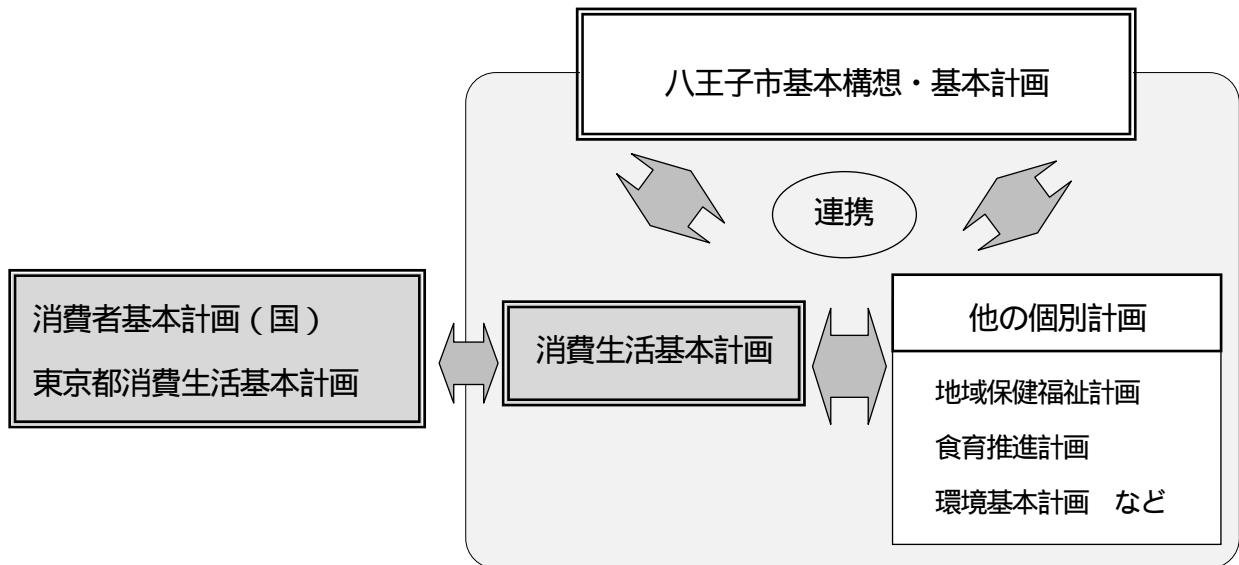 八王子市基本構想・基本計画
連携
消費者基本計画(国)
東京都消費生活基本計画
消費生活基本計画
他の個別計画
地域保健福祉計画
食育推進計画
環境基本計画 など